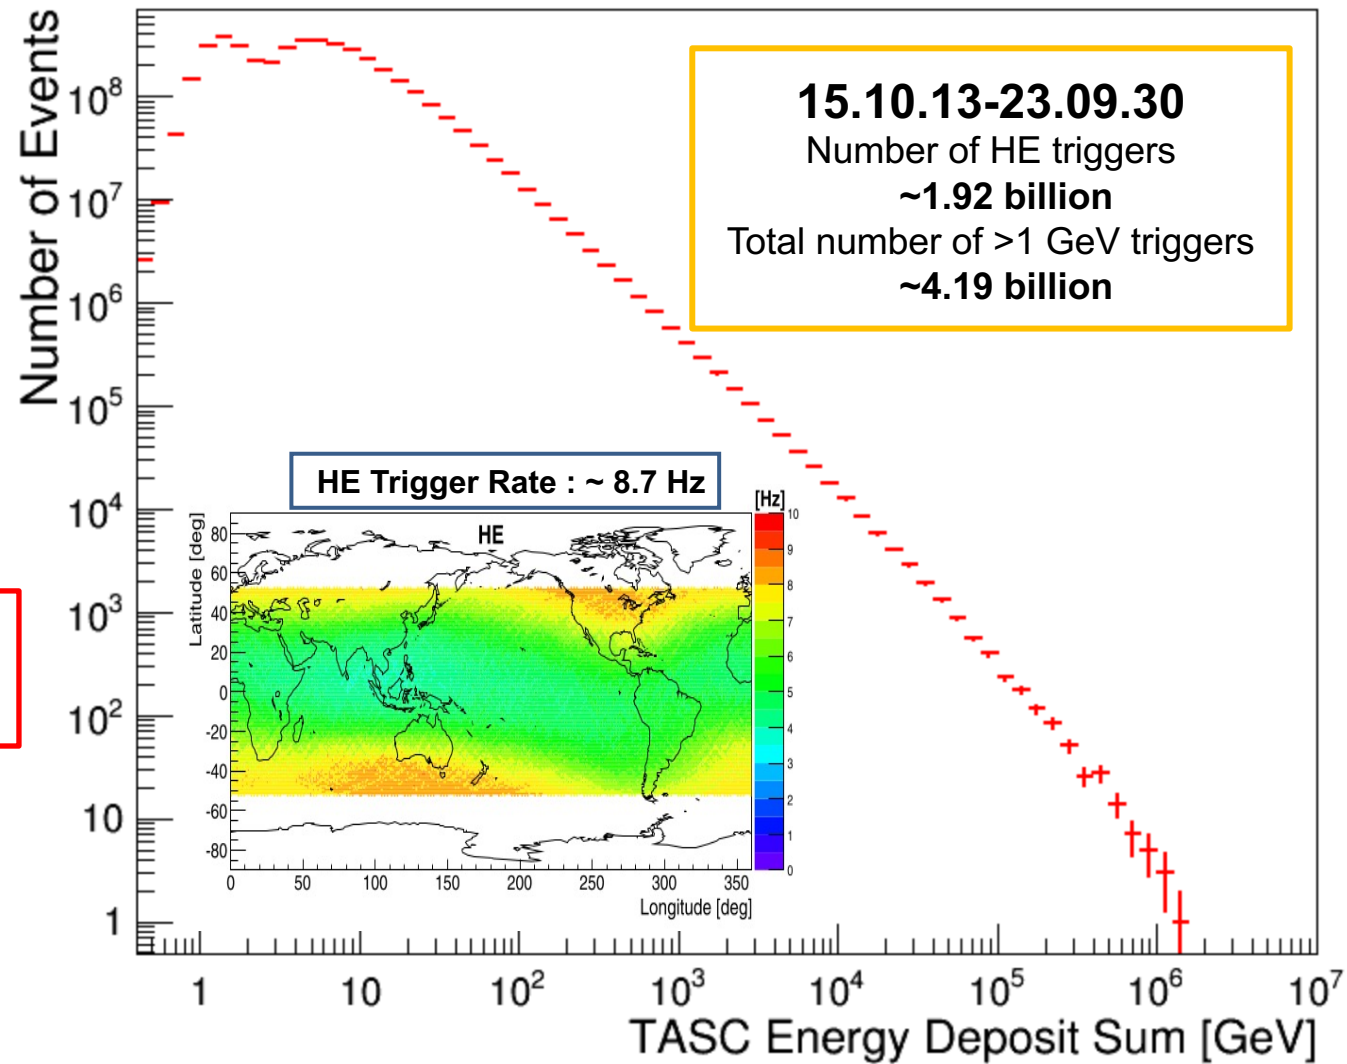 Number of Events
10⁸
10⁷
10⁶
10⁵
10⁴
10³
10²
10
1
15.10.13-23.09.30
Number of HE triggers
~1.92 billion
Total number of >1 GeV triggers
~4.19 billion
HE Trigger Rate : ~ 8.7 Hz
[Hz]
HE
Latitude [deg]
80
60
40
20
0
-20
-40
-60
-80
0 50 100 150 200 250 300 350
Longitude [deg]
10
9
8
7
6
5
4
3
2
1
0
1 10 10² 10³ 10⁴ 10⁵ 10⁶ 10⁷
TASC Energy Deposit Sum [GeV]